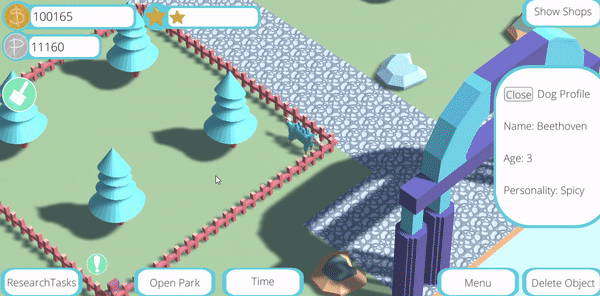 100165
Show Shops
11160
Close Dog Profile
Name: Beethoven
Age: 3
Personality: Spicy
ResearchTasks
Open Park
Time
Menu
Delete Object